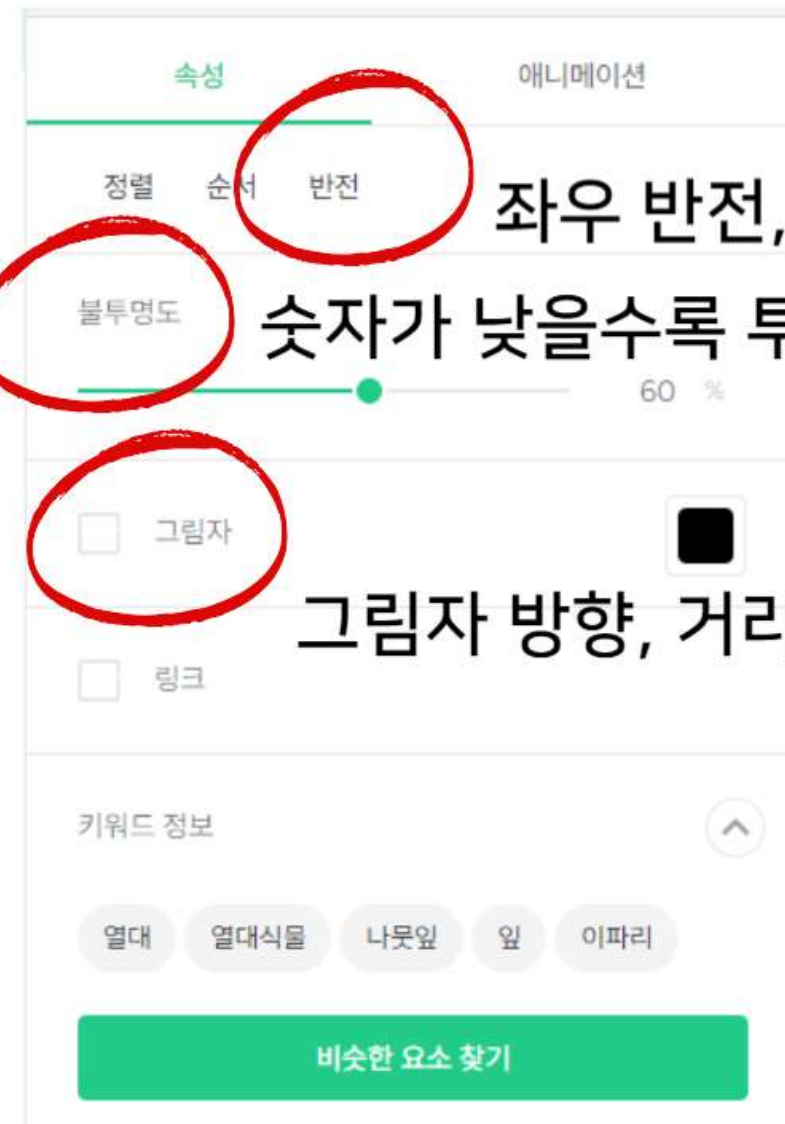 속성 애니메이션
정렬 순서 반전
좌우 반전,
불투명도
숫자가 낮을수록
60 %
그림자
그림자 방향, 거리
링크
키워드 정보
열대 열대식물 나뭇잎 잎 이파리
비슷한 요소 찾기